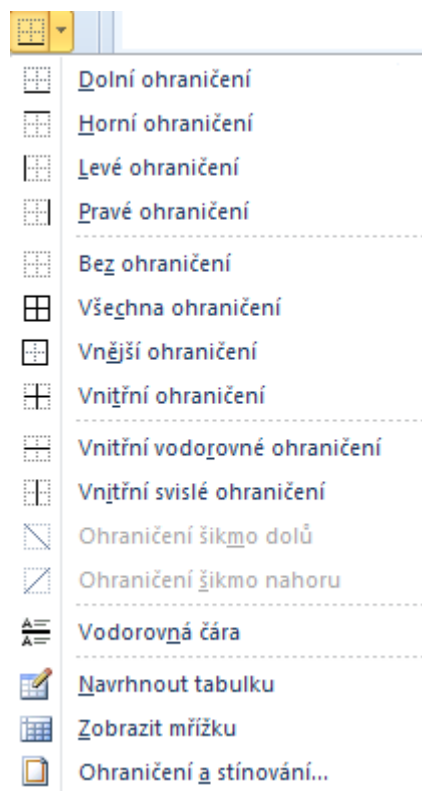 Dolní ohraničení
Horní ohraničení
Levé ohraničení
Pravé ohraničení
Bez ohraničení
Všechna ohraničení
Vnější ohraničení
Vnitřní ohraničení
Vnitřní vodorovné ohraničení
Vnitřní svislé ohraničení
Ohraničení šikmo dolů
Ohraničení šikmo nahoru
Vodorovná čára
Navrhnout tabulku
Zobrazit mřížku
Ohraničení a stínování...